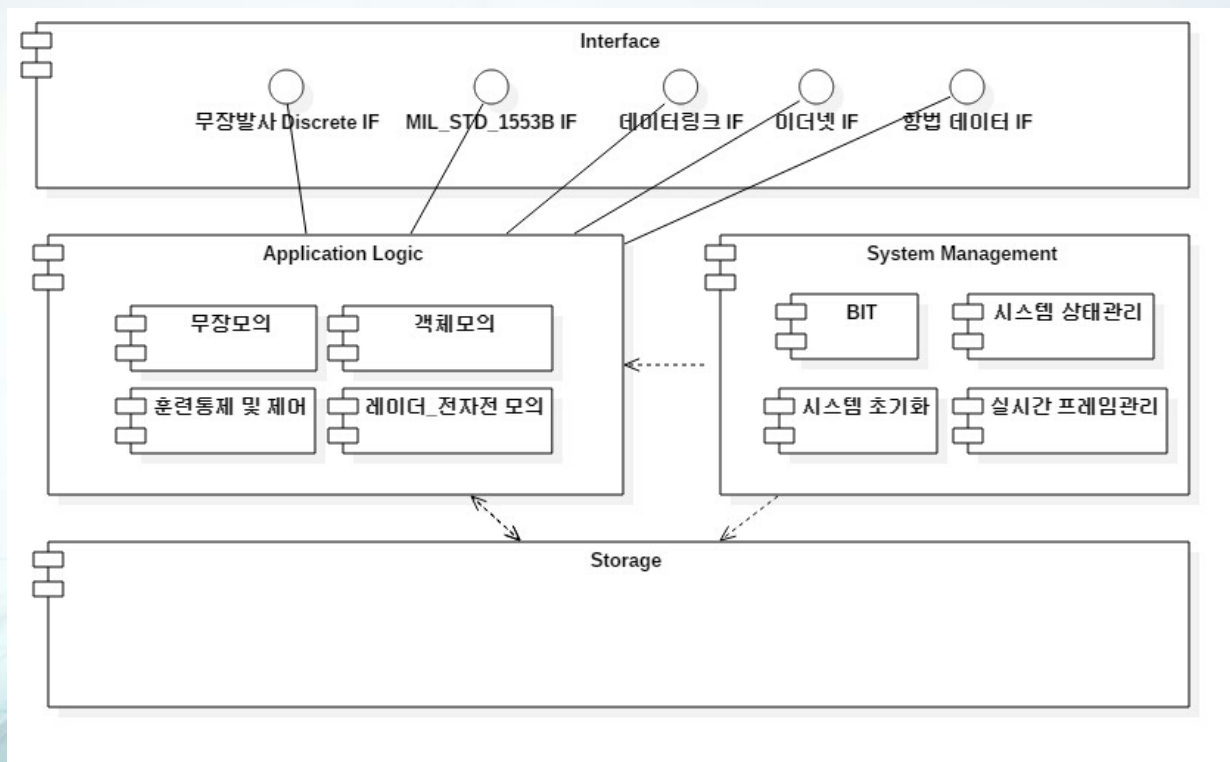 Interface
무장발사 Discrete IF
MIL_STD_1553B IF
데이터링크 IF
이더넷 IF
항법 데이터 IF
Application Logic
무장모의
객체모의
훈련통제 및 제어
레이더_전자전 모의
System Management
BIT
시스템 상태관리
시스템 초기화
실시간 프레임관리
Storage